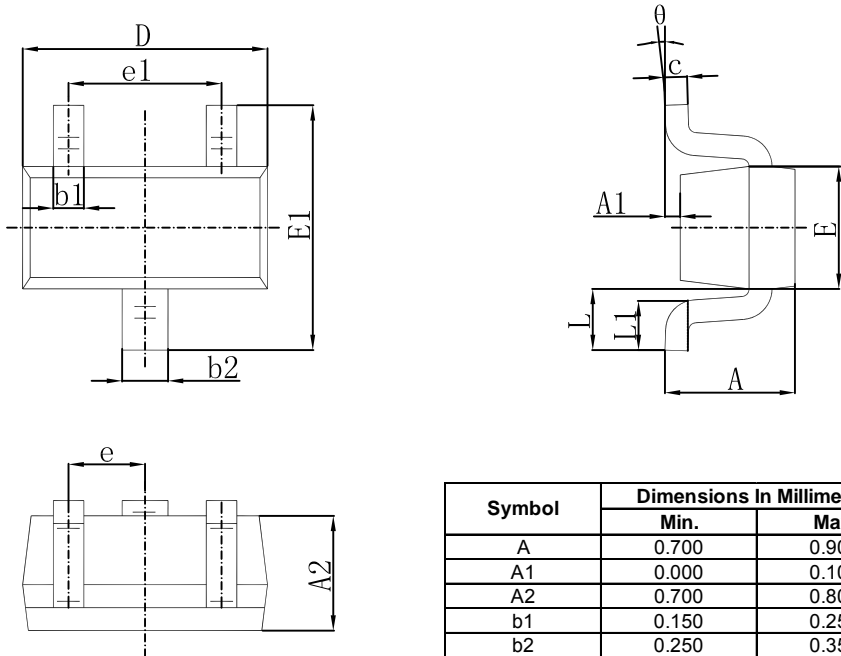 D
e1
b1
E1
b2
θ
c
A1
E
L
L1
A
e
A2
Symbol Dimensions In
Min.
A 0.700
A1 0.000
A2 0.700
b1 0.150
b2 0.250